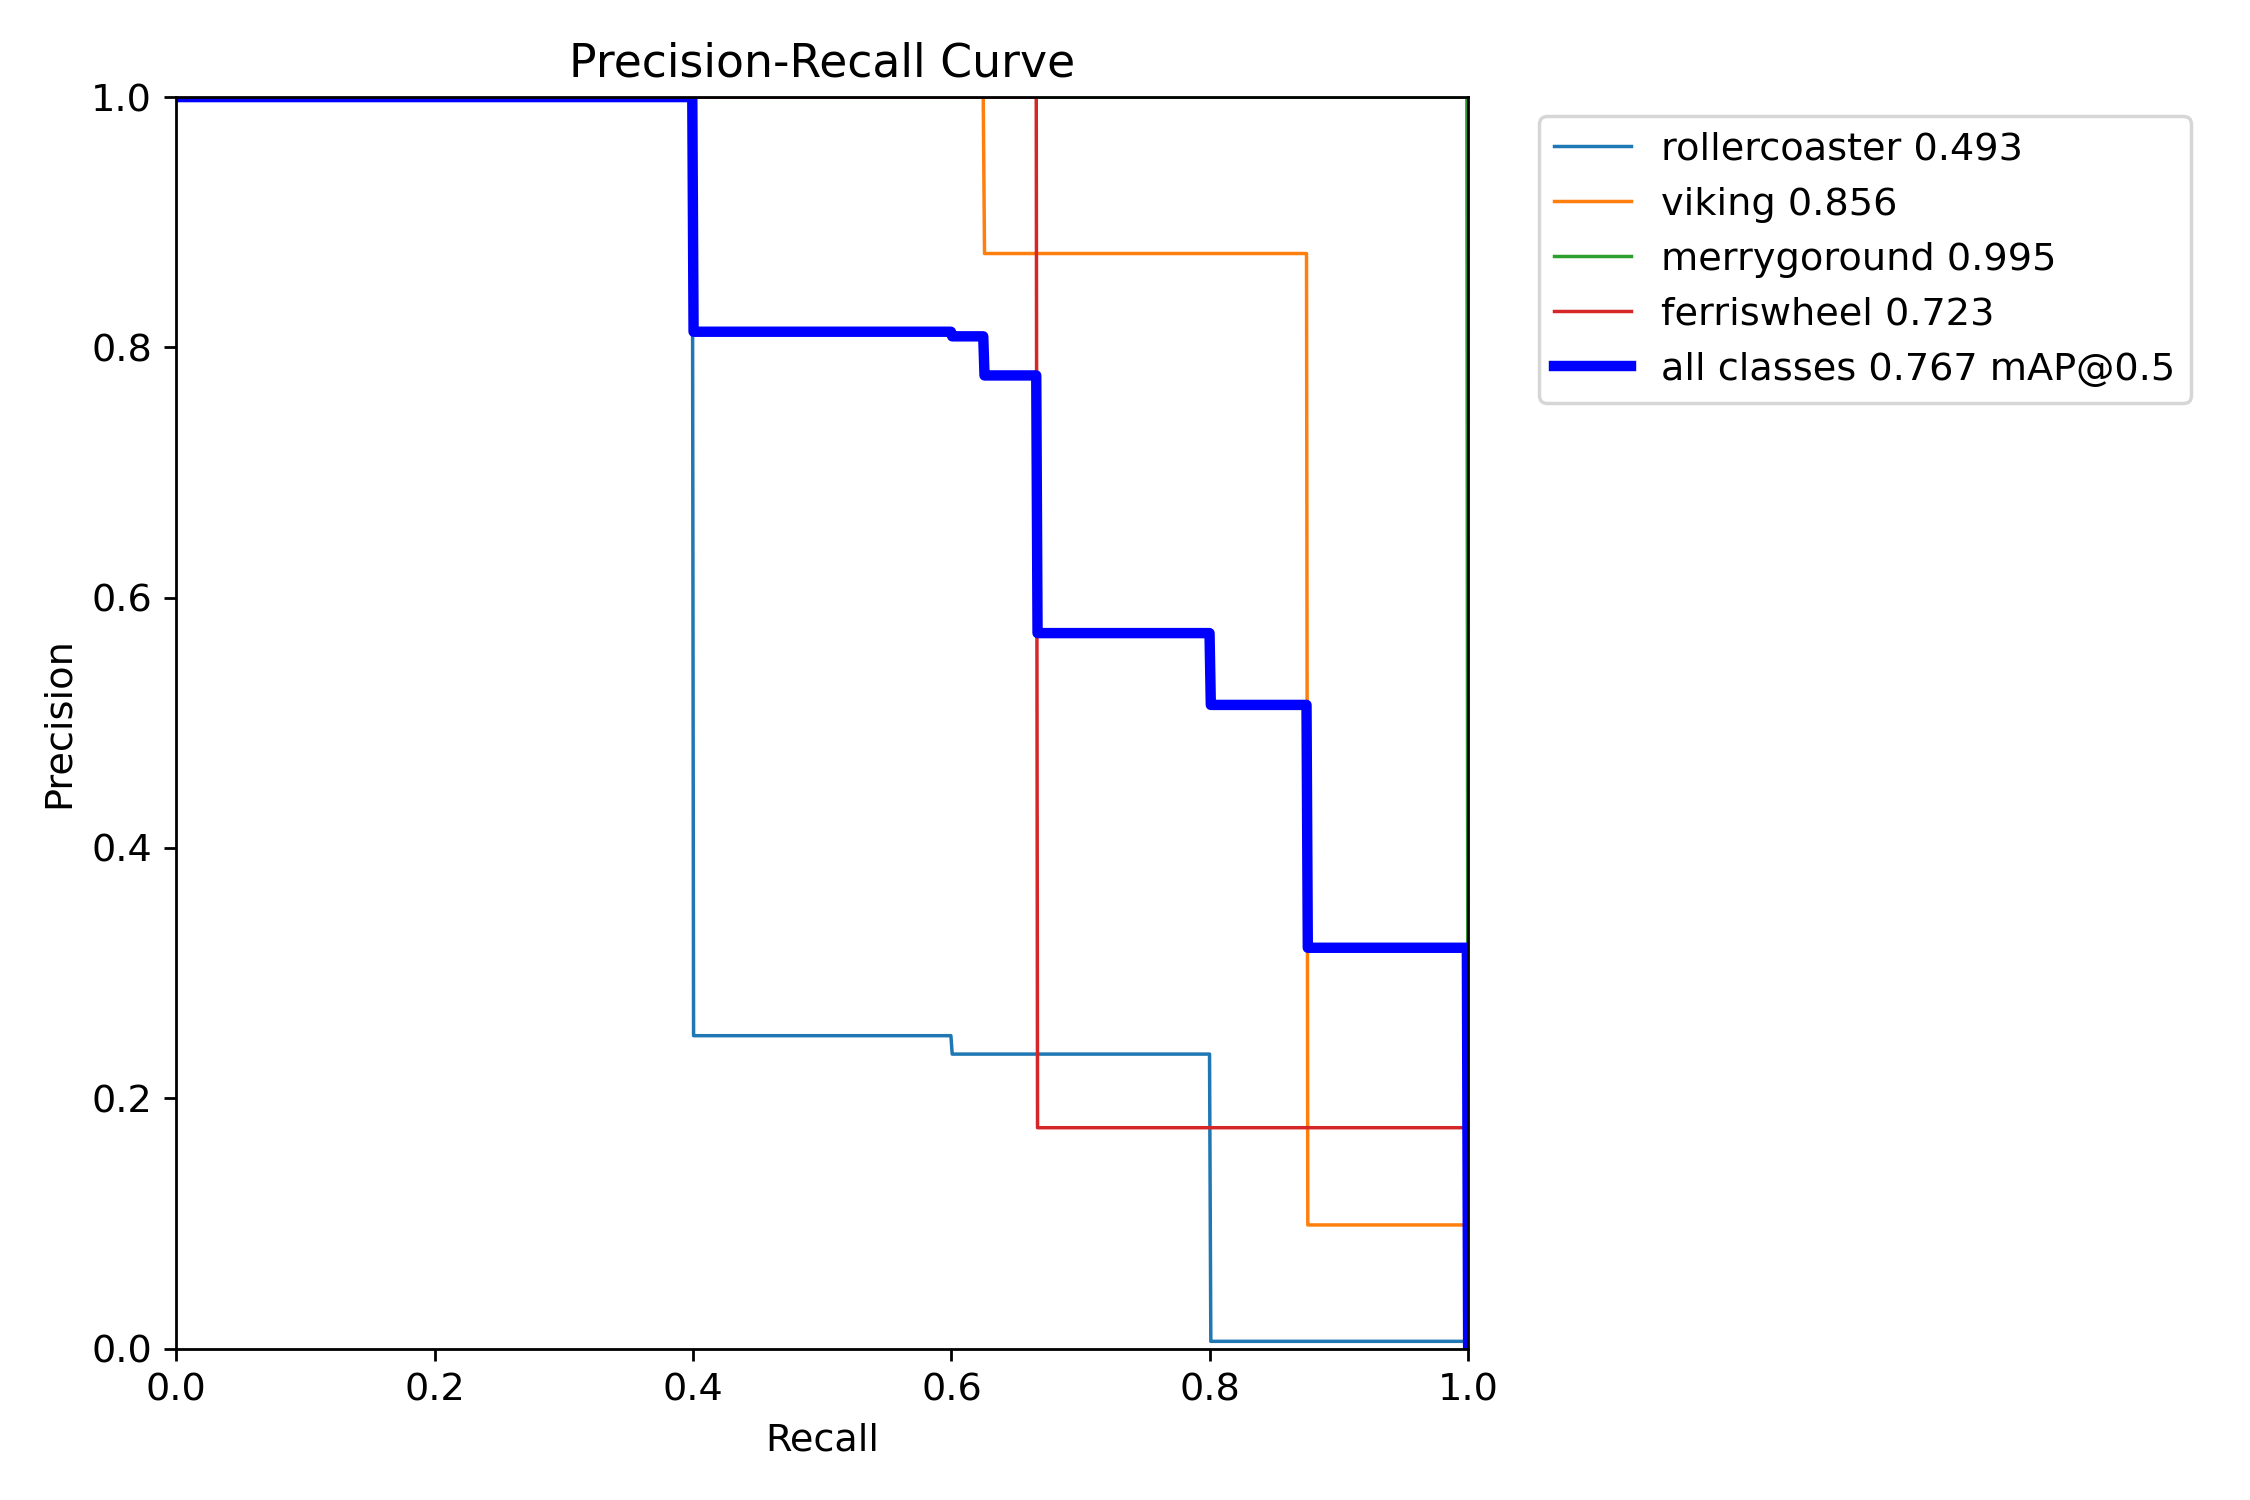 Precision-Recall Curve
1.0
0.8
0.6
0.4
0.2
0.0
Precision
0.0 0.2 0.4 0.6 0.8 1.0
Recall
rollercoaster 0.493
viking 0.856
merrygoround 0.995
ferriswheel 0.723
all classes 0.767 mAP@0.5